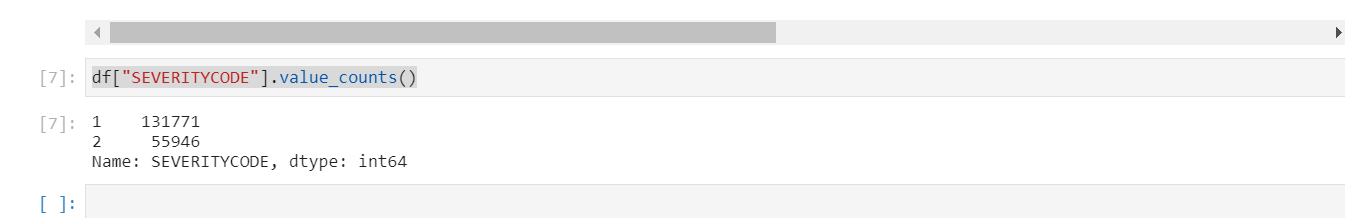 [7]: df["SEVERITYCODE"].value_counts()
[7]: 1    131771
2     55946
Name: SEVERITYCODE, dtype: int64
[ ]: